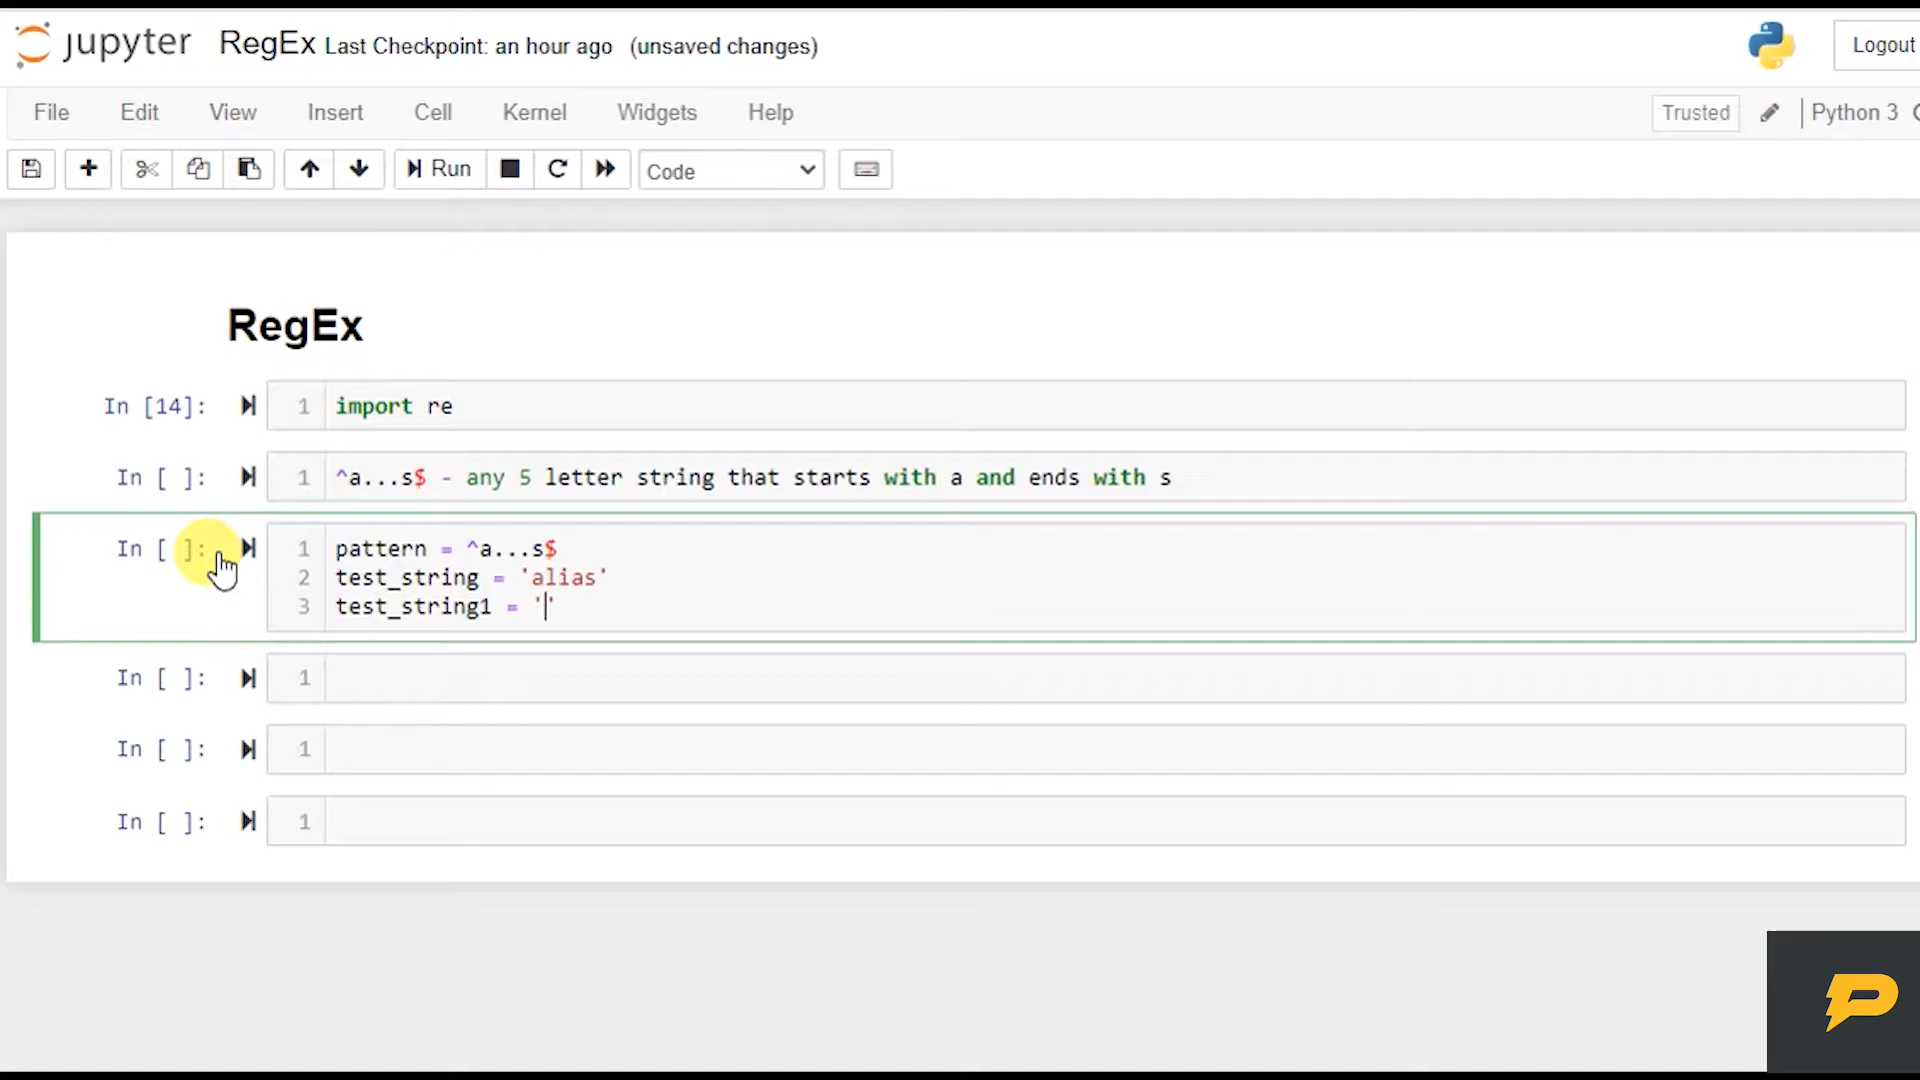 jupyter RegEx Last Checkpoint: an hour ago (unsaved changes) Logout
File Edit View Insert Cell Kernel Widgets Help Trusted Python 3
Run Code
RegEx
In [14]: 1 import re
In [ ]: 1 ^a...s$ - any 5 letter string that starts with a and ends with s
In [ ]: 1 pattern = ^a...s$
2 test_string = 'alias'
3 test_string1 = ''
In [ ]: 1
In [ ]: 1
In [ ]: 1